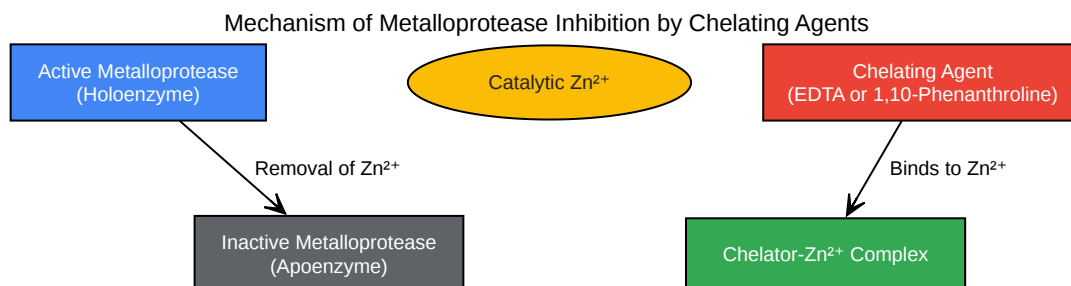 Mechanism of Metalloprotease Inhibition by Chelating Agents
Active Metalloprotease
(Holoenzyme)
Catalytic Zn²⁺
Chelating Agent
(EDTA or 1,10-Phenanthroline)
Removal of Zn²⁺
Binds to Zn²⁺
Inactive Metalloprotease
(Apoenzyme)
Chelator-Zn²⁺ Complex